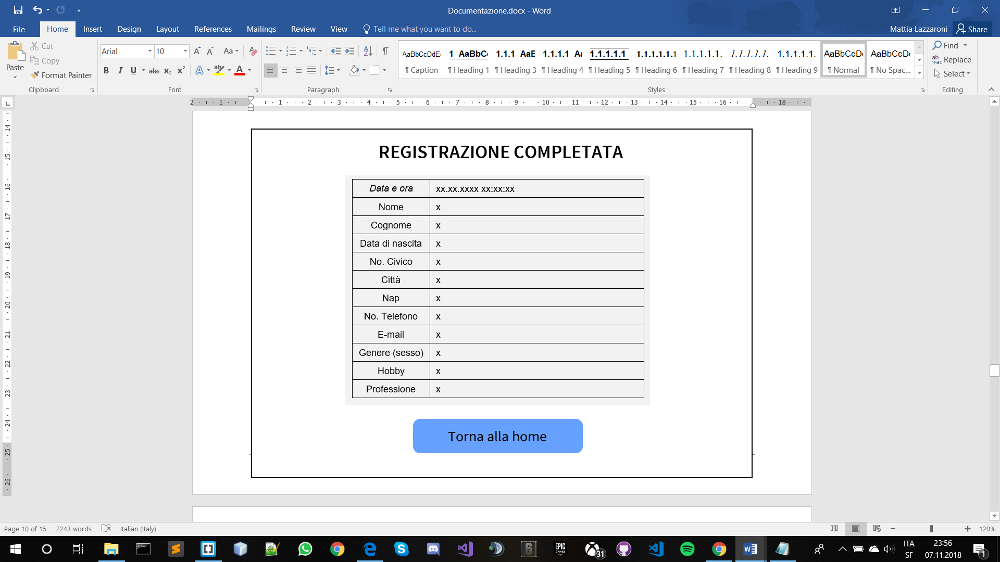 Documentazione.docx - Word
File Home Insert Design Layout References Mailings Review View Tell me what you want to do... Mattia Lazzaroni Share
Paste Cut Copy Format Painter Clipboard
Arial 10 Font
Paragraph
AaBbCcDdE 1 AaBbC 1.1.1 AaE 1.1.1.1 Aa 1.1.1.1.1 1.1.1.1.1.1 1.1.1.1.1. 1.1.1.1.1. 1.1.1.1.1. AaBbCcD AaBbCcD
¶ Caption ¶ Heading 1 ¶ Heading 3 ¶ Heading 4 ¶ Heading 5 ¶ Heading 6 ¶ Heading 7 ¶ Heading 8 ¶ Heading 9 ¶ Normal ¶ No Spac...
Styles
Find
Replace
Select
Editing
2 1 1 2 3 4 5 6 7 8 9 10 11 12 13 14 15 16 18
14 15 16 17 18 19 20 21 22 23 24 25 26
REGISTRAZIONE COMPLETATA
Data e ora xx.xx.xxxx xx:xx:xx
Nome x
Cognome x
Data di nascita x
No. Civico x
Città x
Nap x
No. Telefono x
E-mail x
Genere (sesso) x
Hobby x
Professione x
Torna alla home
Page 10 of 15 2243 words Italian (Italy) 120%
EPIC GAMES
31
ITA
SF
23:56
07.11.2018
1